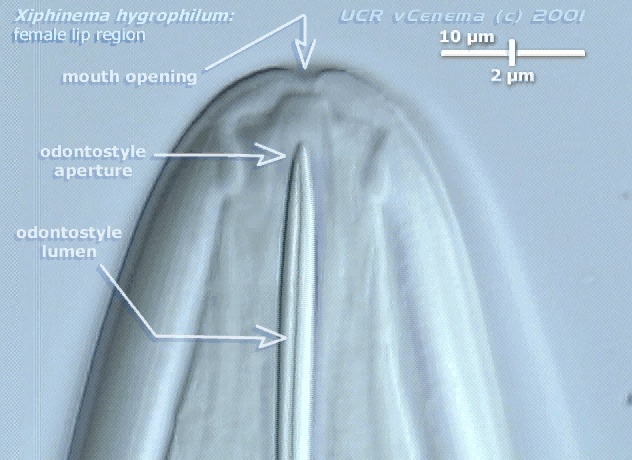 Xiphinema hygrophilum:
female lip region
UCR vCenema (c) 2001
10 µm
2 µm
mouth opening
odontostyle
aperture
odontostyle
lumen